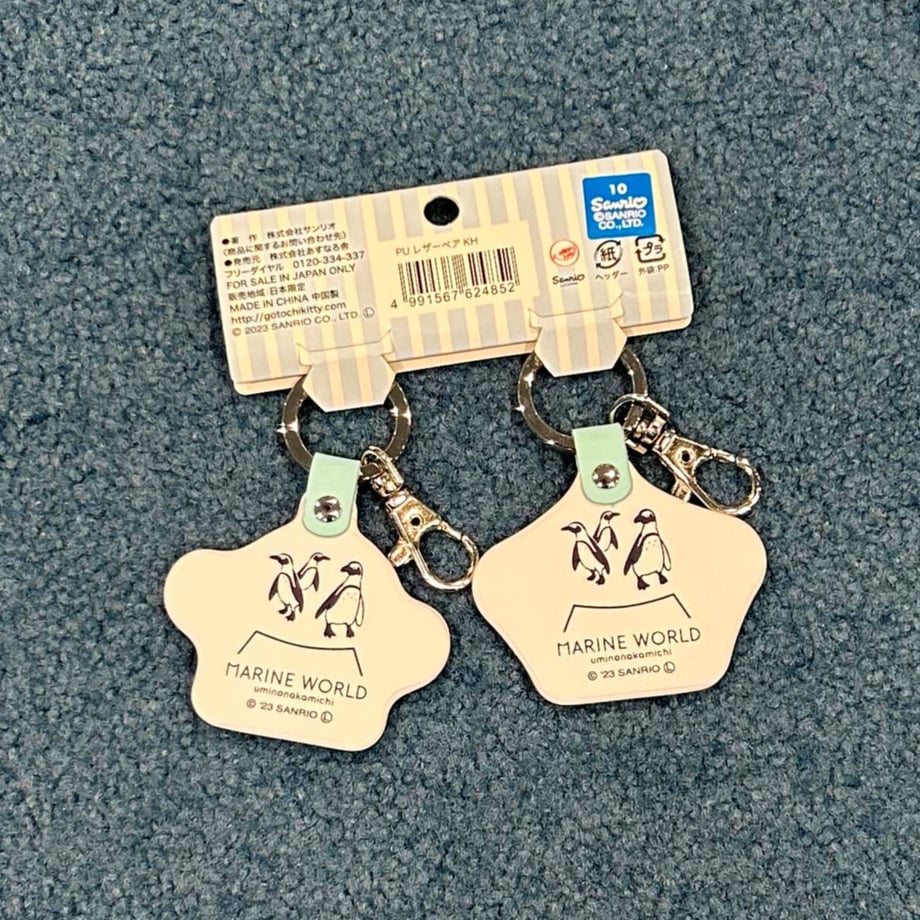 ●著 作 株式会社サンリオ
〈商品に関するお問い合わせ先〉
●発売元 株式会社あすなろ舎
フリーダイヤル 0120-334-337
FOR SALE IN JAPAN ONLY
販売地域:日本限定
MADE IN CHINA 中国製
http://gotochikitty.com
© 2023 SANRIO CO., LTD. Ⓛ
PU レザーペア KH
4 991567 624852
10
Sanrio
©SANRIO
CO.,LTD.
Sanrio
紙
ヘッダー
プラ
外袋:PP
MARINE WORLD
uminonakamichi
© '23 SANRIO Ⓛ
MARINE WORLD
uminonakamichi
© '23 SANRIO Ⓛ